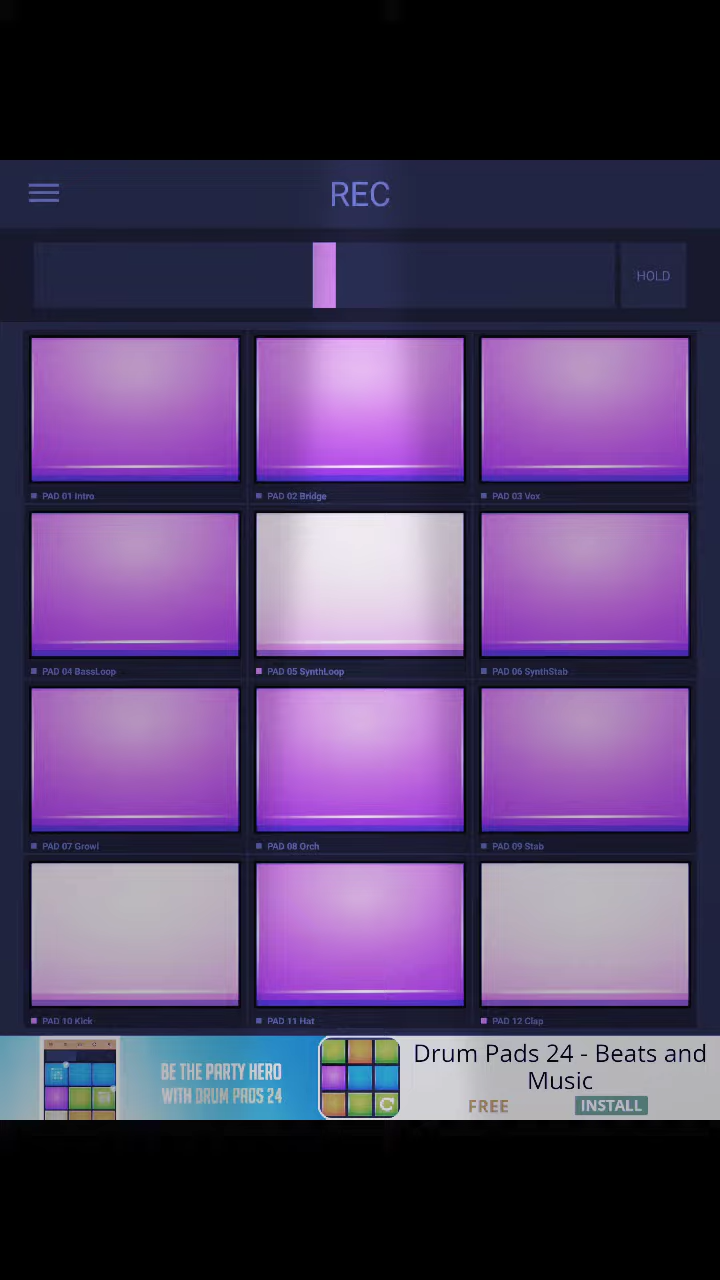 REC
HOLD
PAD 01 Intro
PAD 02 Bridge
PAD 03 Vox
PAD 04 BassLoop
PAD 05 SynthLoop
PAD 06 SynthStab
PAD 07 Growl
PAD 08 Orch
PAD 09 Stab
PAD 10 Kick
PAD 11 Hat
PAD 12 Clap
BE THE PARTY HERO
WITH DRUM PADS 24
Drum Pads 24 - Beats and
Music
FREE
INSTALL